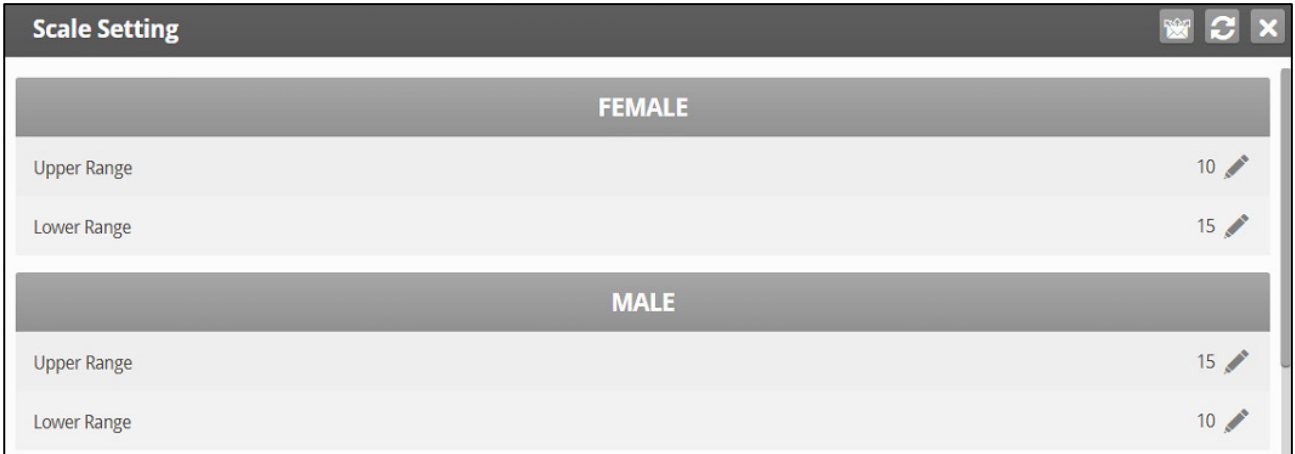 Scale Setting
FEMALE
Upper Range 10
Lower Range 15
MALE
Upper Range 15
Lower Range 10